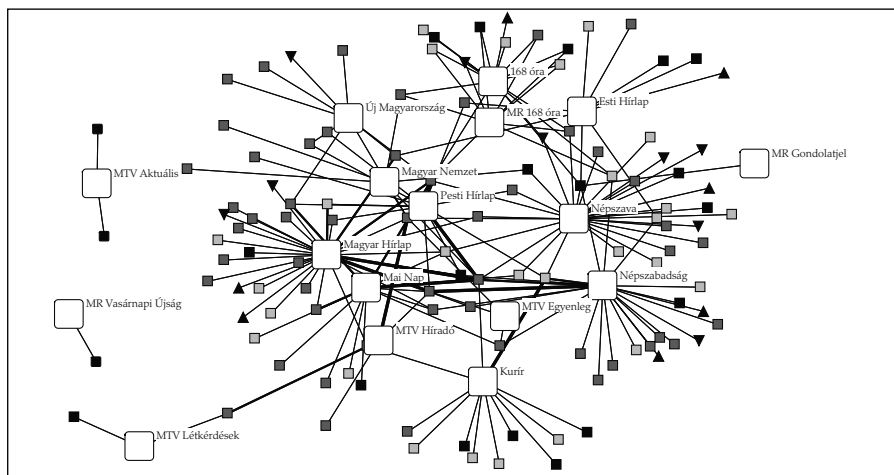 168 óra
Esti Hírlap
Új Magyarország
MR 168 óra
MR Gondolatjel
MTV Aktuális
Magyar Nemzet
Pesti Hírlap
Népszava
Magyar Hírlap
Mai Nap
Népszabadság
MR Vasárnapi Újság
MTV Egyenleg
MTV Híradó
Kurír
MTV Létkérdések